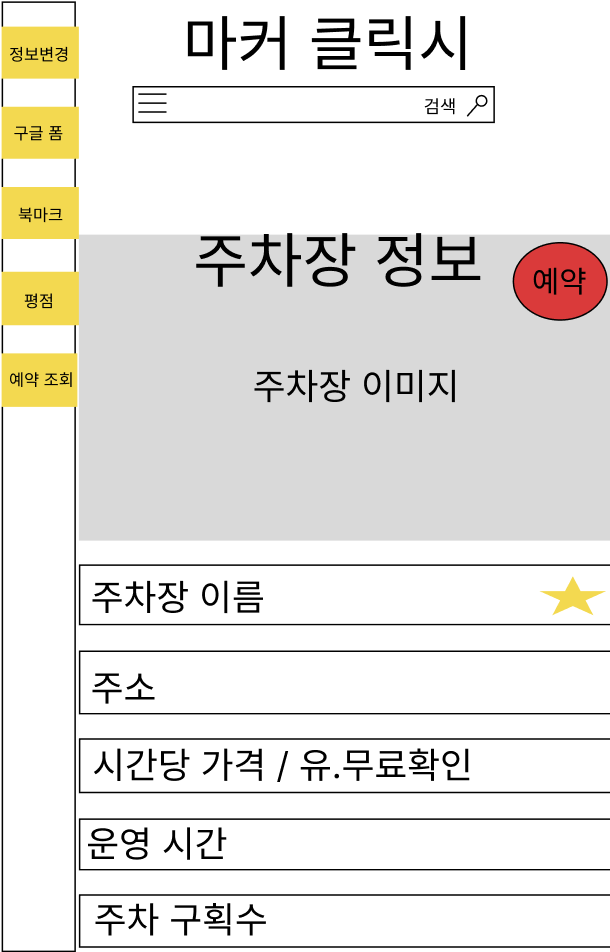 마커 클릭시
검색
정보변경
구글 폼
북마크
평점
예약 조회
주차장 정보
예약
주차장 이미지
주차장 이름
주소
시간당 가격 / 유.무료확인
운영 시간
주차 구획수